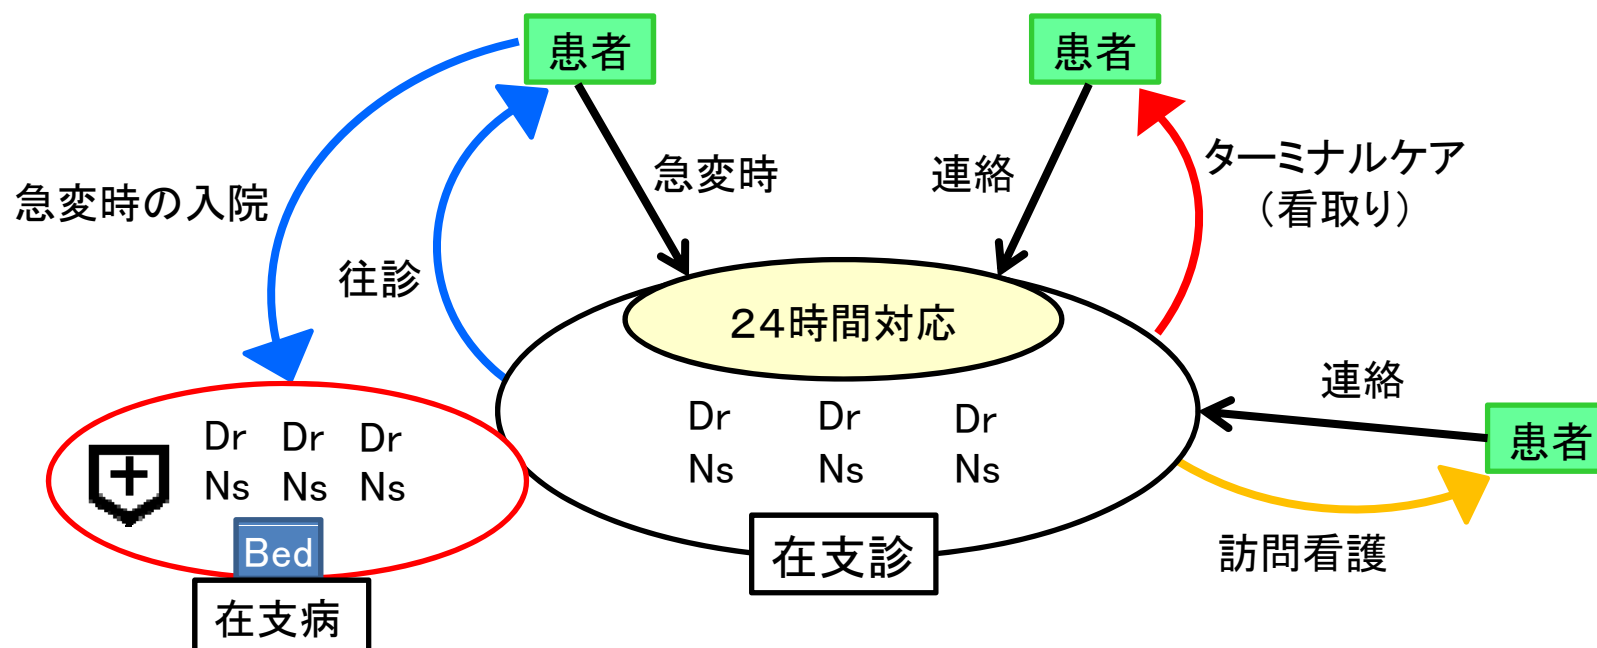 患者
患者
急変時の入院
往診
急変時
連絡
ターミナルケア
（看取り）
２４時間対応
連絡
患者
訪問看護
Dr
Ns
Dr
Ns
Dr
Ns
在支診
Dr
Ns
Dr
Ns
Dr
Ns
Bed
在支病